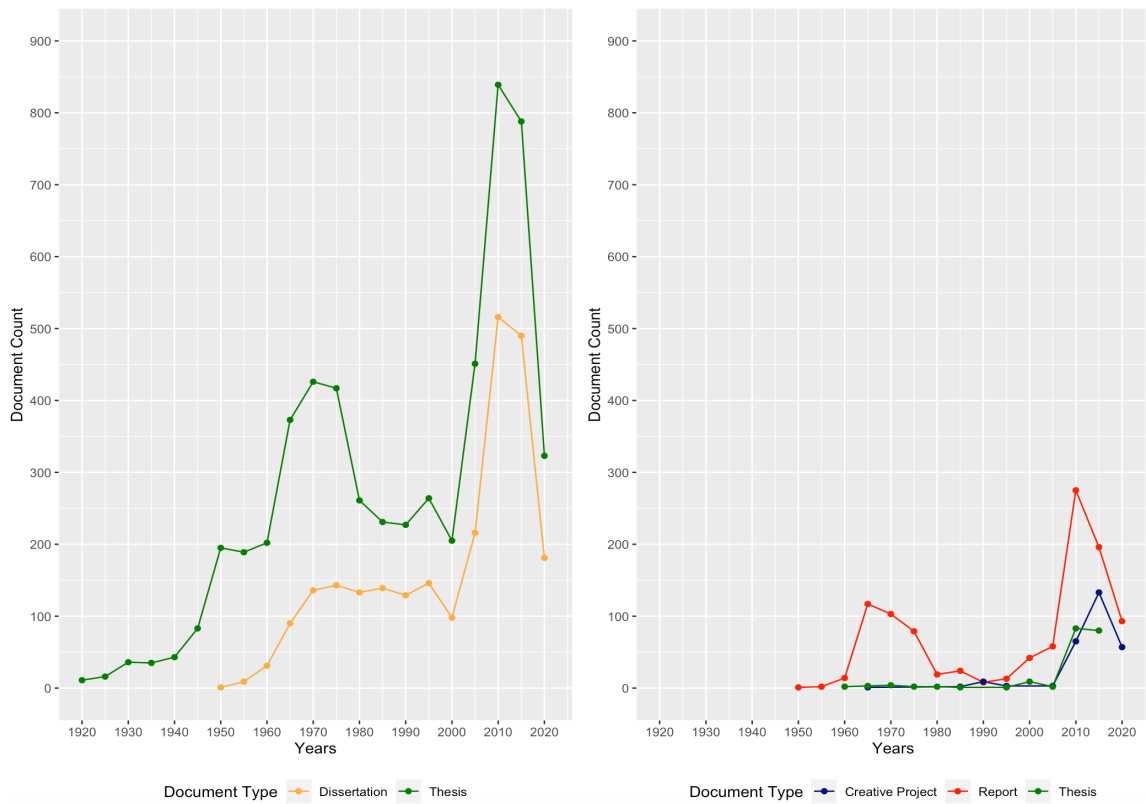 900
800
700
600
500
400
300
200
100
0
Document Count
1920 1930 1940 1950 1960 1970 1980 1990 2000 2010 2020
Years
Document Type Dissertation Thesis
900
800
700
600
500
400
300
200
100
0
Document Count
1920 1930 1940 1950 1960 1970 1980 1990 2000 2010 2020
Years
Document Type Creative Project Report Thesis